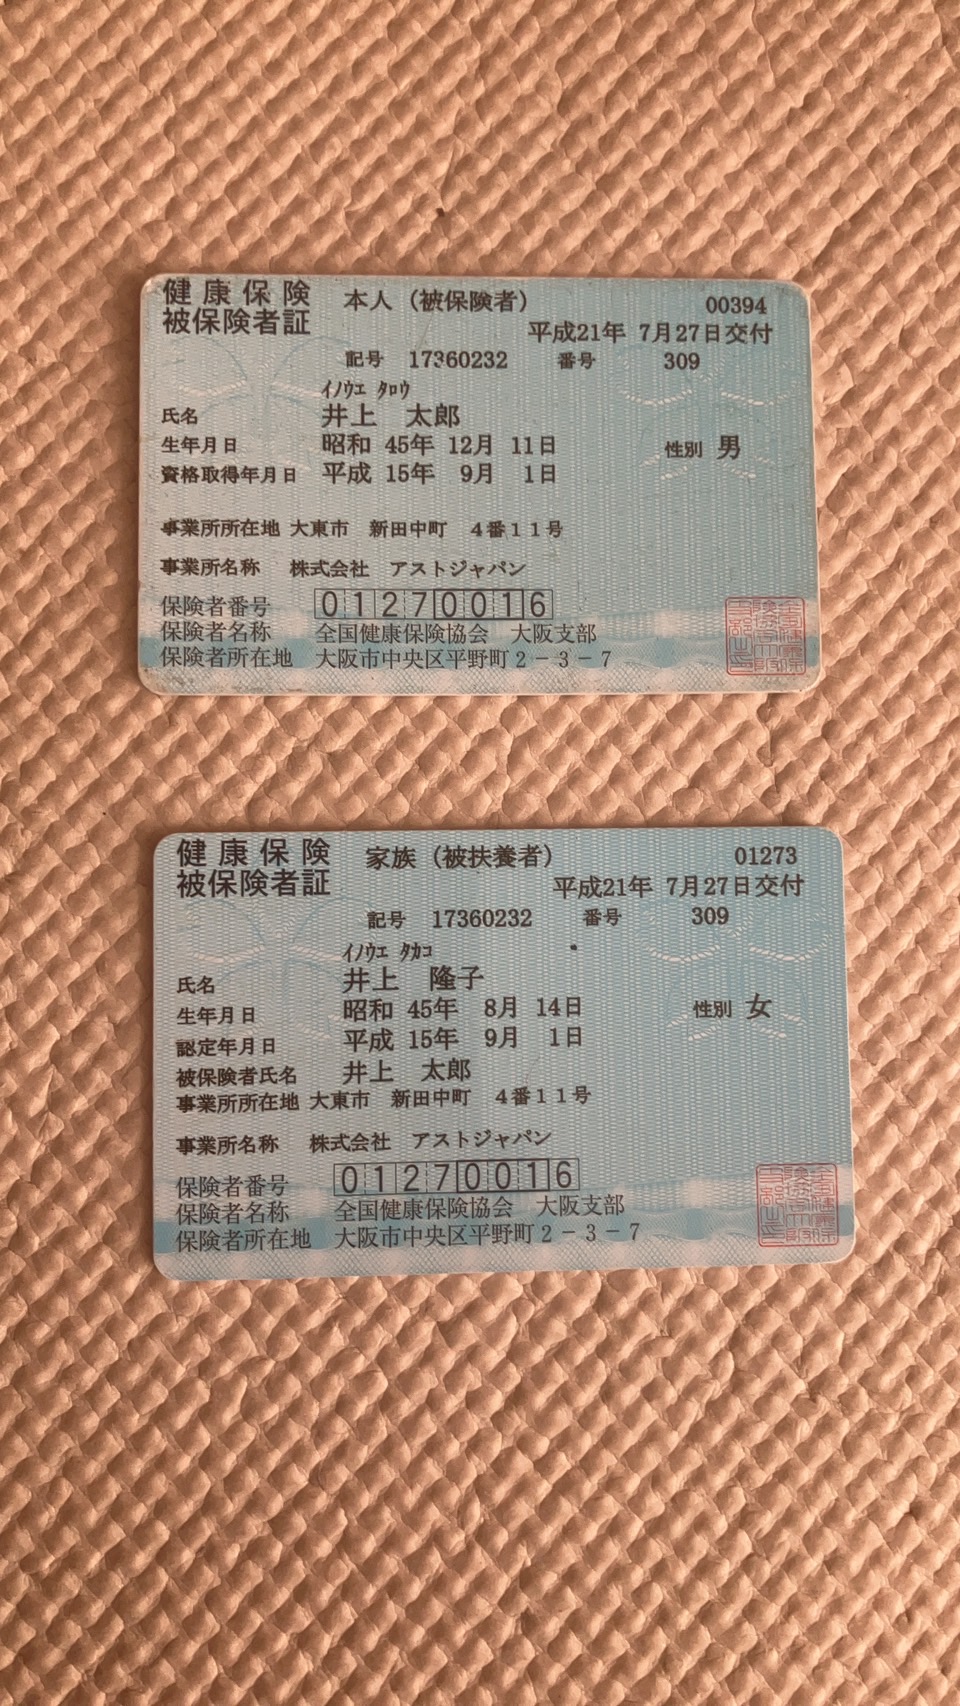 健康保険 本人（被保険者） 00394
被保険者証 平成21年 7月27日交付
記号 17360232 番号 309
ｲﾉｳｴ ﾀﾛｳ
氏名 井上 太郎
生年月日 昭和 45年 12月 11日 性別 男
資格取得年月日 平成 15年 9月 1日
事業所所在地 大東市 新田中町 4番11号
事業所名称 株式会社 アストジャパン
保険者番号 01270016
保険者名称 全国健康保険協会 大阪支部
保険者所在地 大阪市中央区平野町2－3－7
健康保険 家族（被扶養者） 01273
被保険者証 平成21年 7月27日交付
記号 17360232 番号 309
ｲﾉｳｴ ﾀｶｺ
氏名 井上 隆子
生年月日 昭和 45年 8月 14日 性別 女
認定年月日 平成 15年 9月 1日
被保険者氏名 井上 太郎
事業所所在地 大東市 新田中町 4番11号
事業所名称 株式会社 アストジャパン
保険者番号 01270016
保険者名称 全国健康保険協会 大阪支部
保険者所在地 大阪市中央区平野町2－3－7